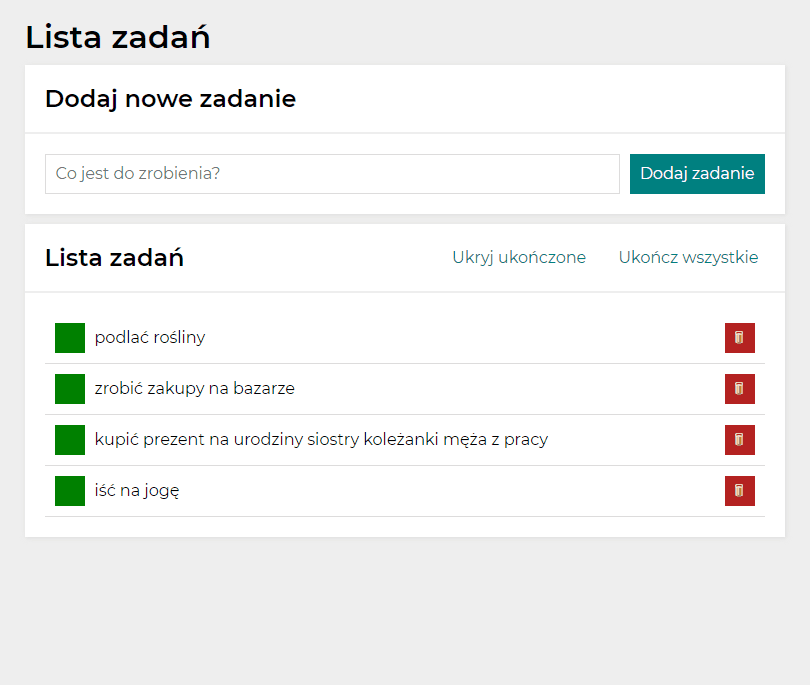 Lista zadań
Dodaj nowe zadanie
Co jest do zrobienia?
Dodaj zadanie
Lista zadań
Ukryj ukończone
Ukończ wszystkie
podlać rośliny
zrobić zakupy na bazarze
kupić prezent na urodziny siostry koleżanki męża z pracy
iść na jogę